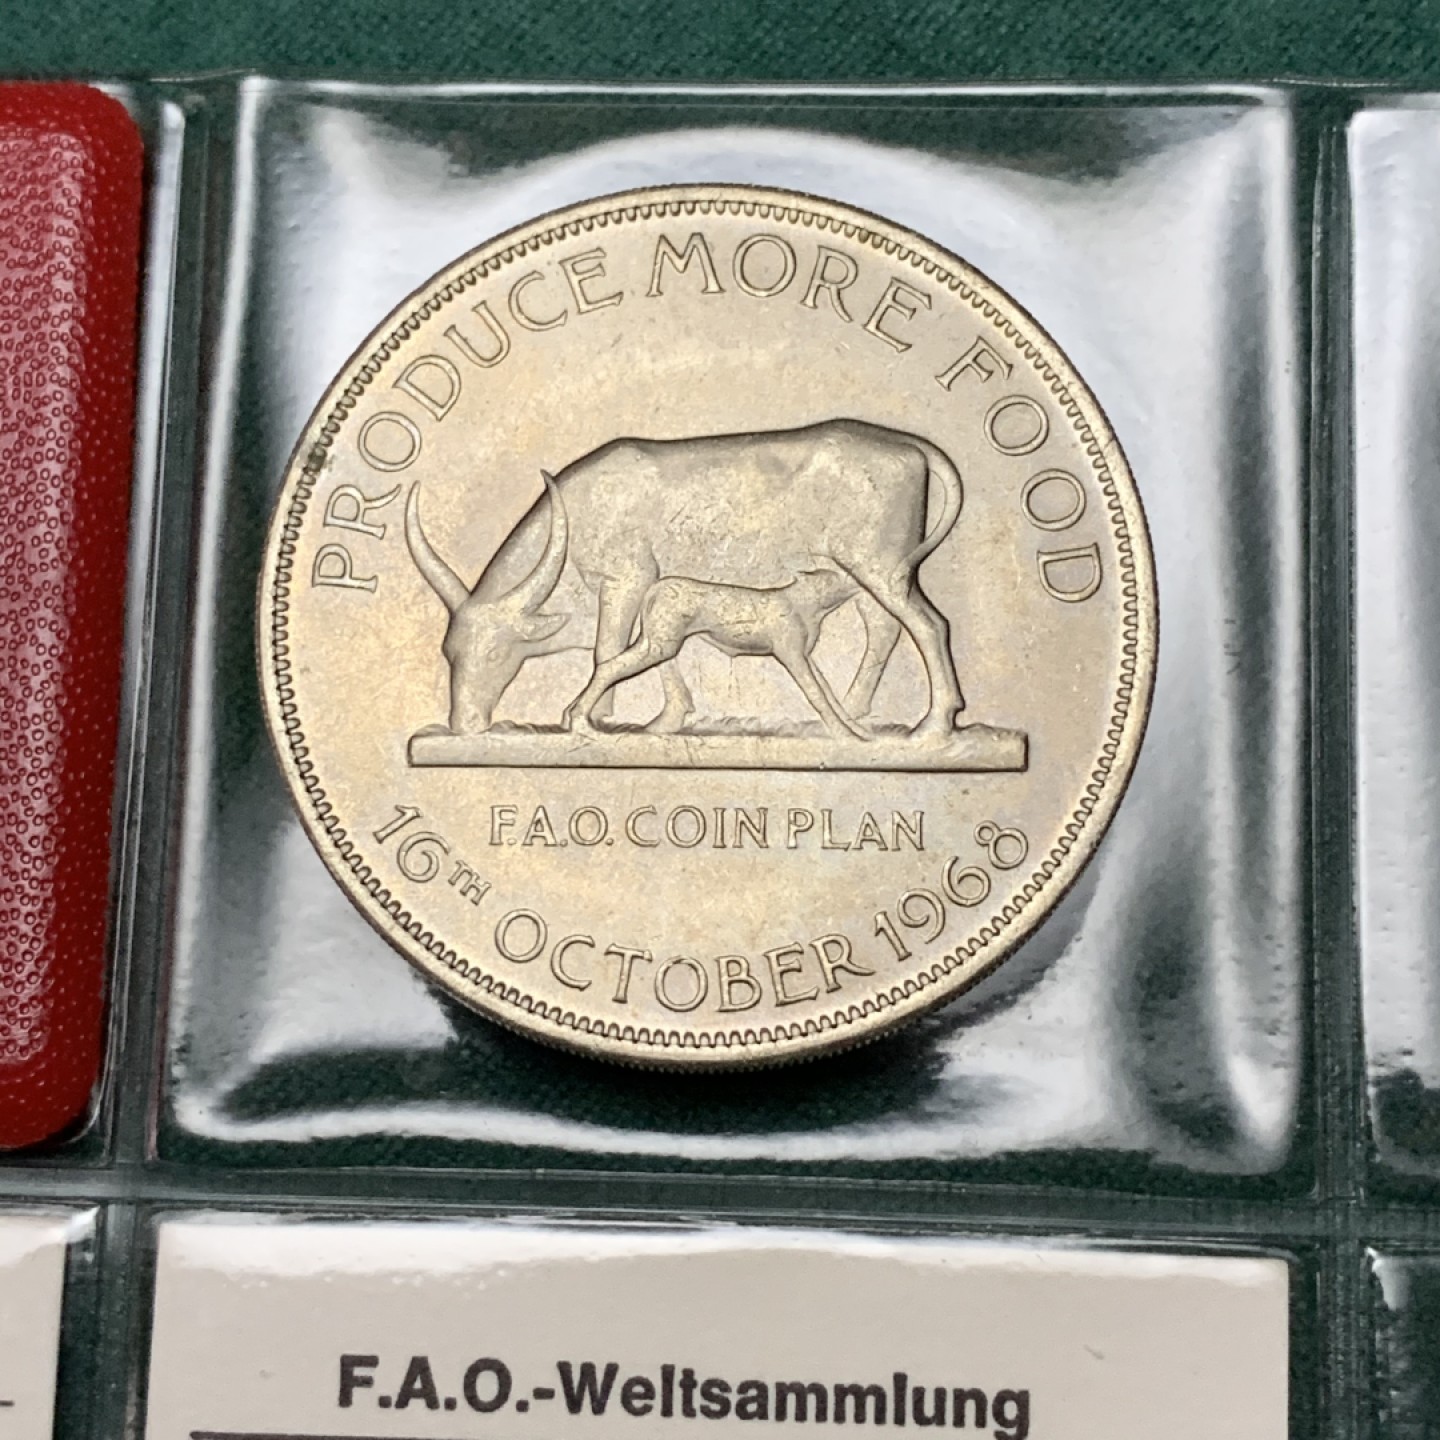 PRODUCE MORE FOOD
F.A.O. COIN PLAN
16TH OCTOBER 1968
F.A.O.-Weltsammlung